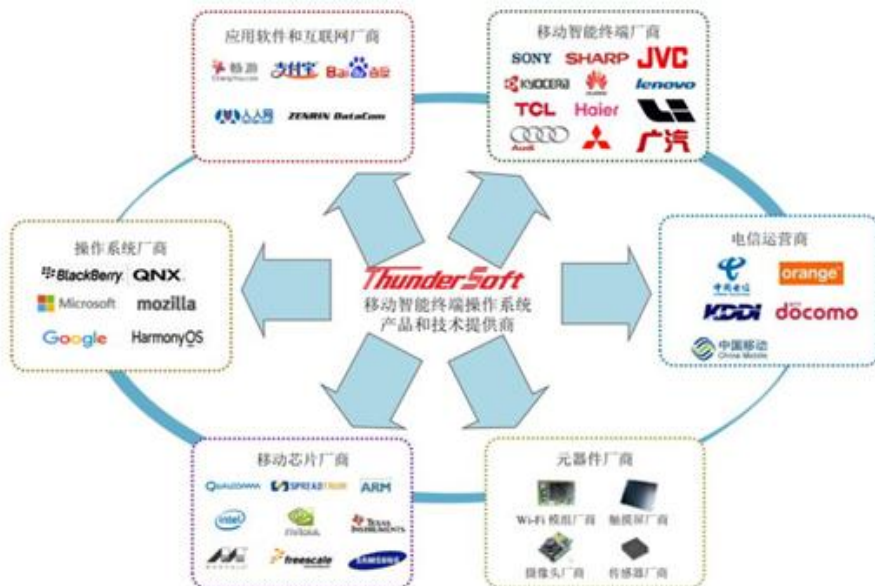 应用软件和互联网厂商
畅游
Changyou.com
支付宝
Bai 百度
人人网
ZENRIN DataCom
移动智能终端厂商
SONY SHARP JVC
KYOCERA HUAWEI lenovo
TCL Haier
Audi 广汽
操作系统厂商
BlackBerry QNX
Microsoft mozilla
Google HarmonyOS
ThunderSoft
移动智能终端操作系统
产品和技术提供商
电信运营商
中国电信 orange
KDDI docomo
中国移动
China Mobile
移动芯片厂商
QUALCOMM SPREADTRUM ARM
intel NVIDIA TEXAS INSTRUMENTS
freescale SAMSUNG
元器件厂商
Wi-Fi 模组厂商 触摸屏厂商
摄像头厂商 传感器厂商